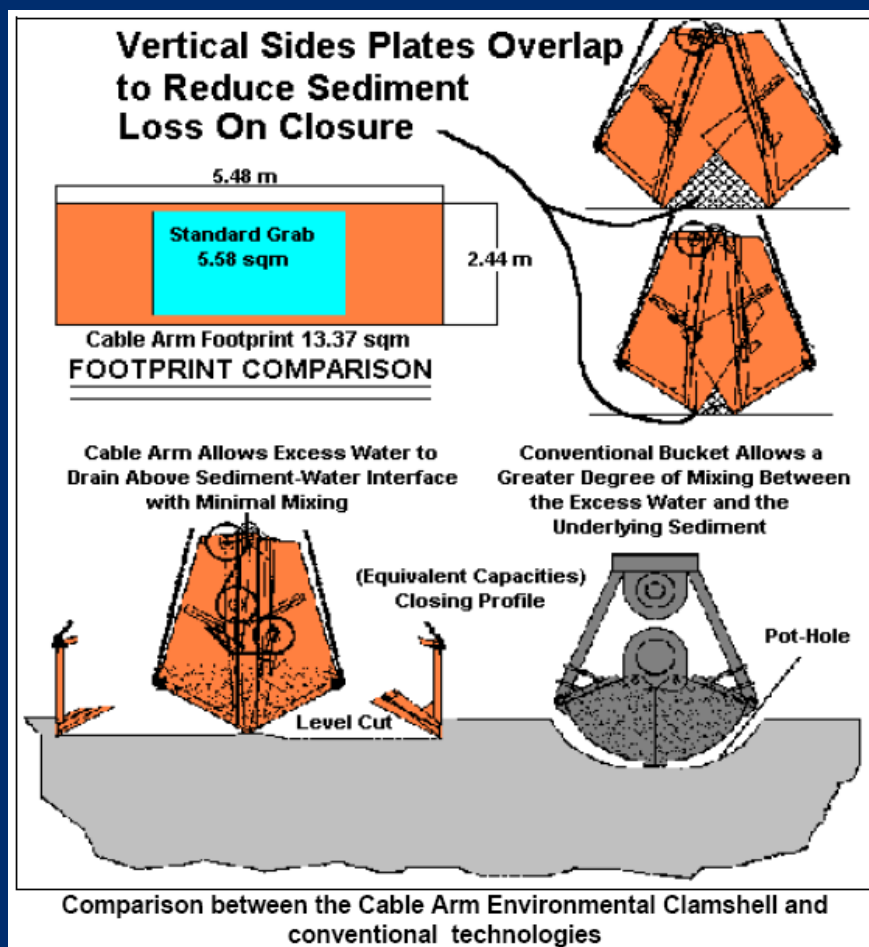 Vertical Sides Plates Overlap
to Reduce Sediment
Loss On Closure
5.48 m
Standard Grab
5.58 sqm
2.44 m
Cable Arm Footprint 13.37 sqm
FOOTPRINT COMPARISON
Cable Arm Allows Excess Water to
Drain Above Sediment-Water Interface
with Minimal Mixing
Conventional Bucket Allows a
Greater Degree of Mixing Between
the Excess Water and the
Underlying Sediment
(Equivalent Capacities)
Closing Profile
Pot-Hole
Level Cut
Comparison between the Cable Arm Environmental Clamshell and
conventional technologies